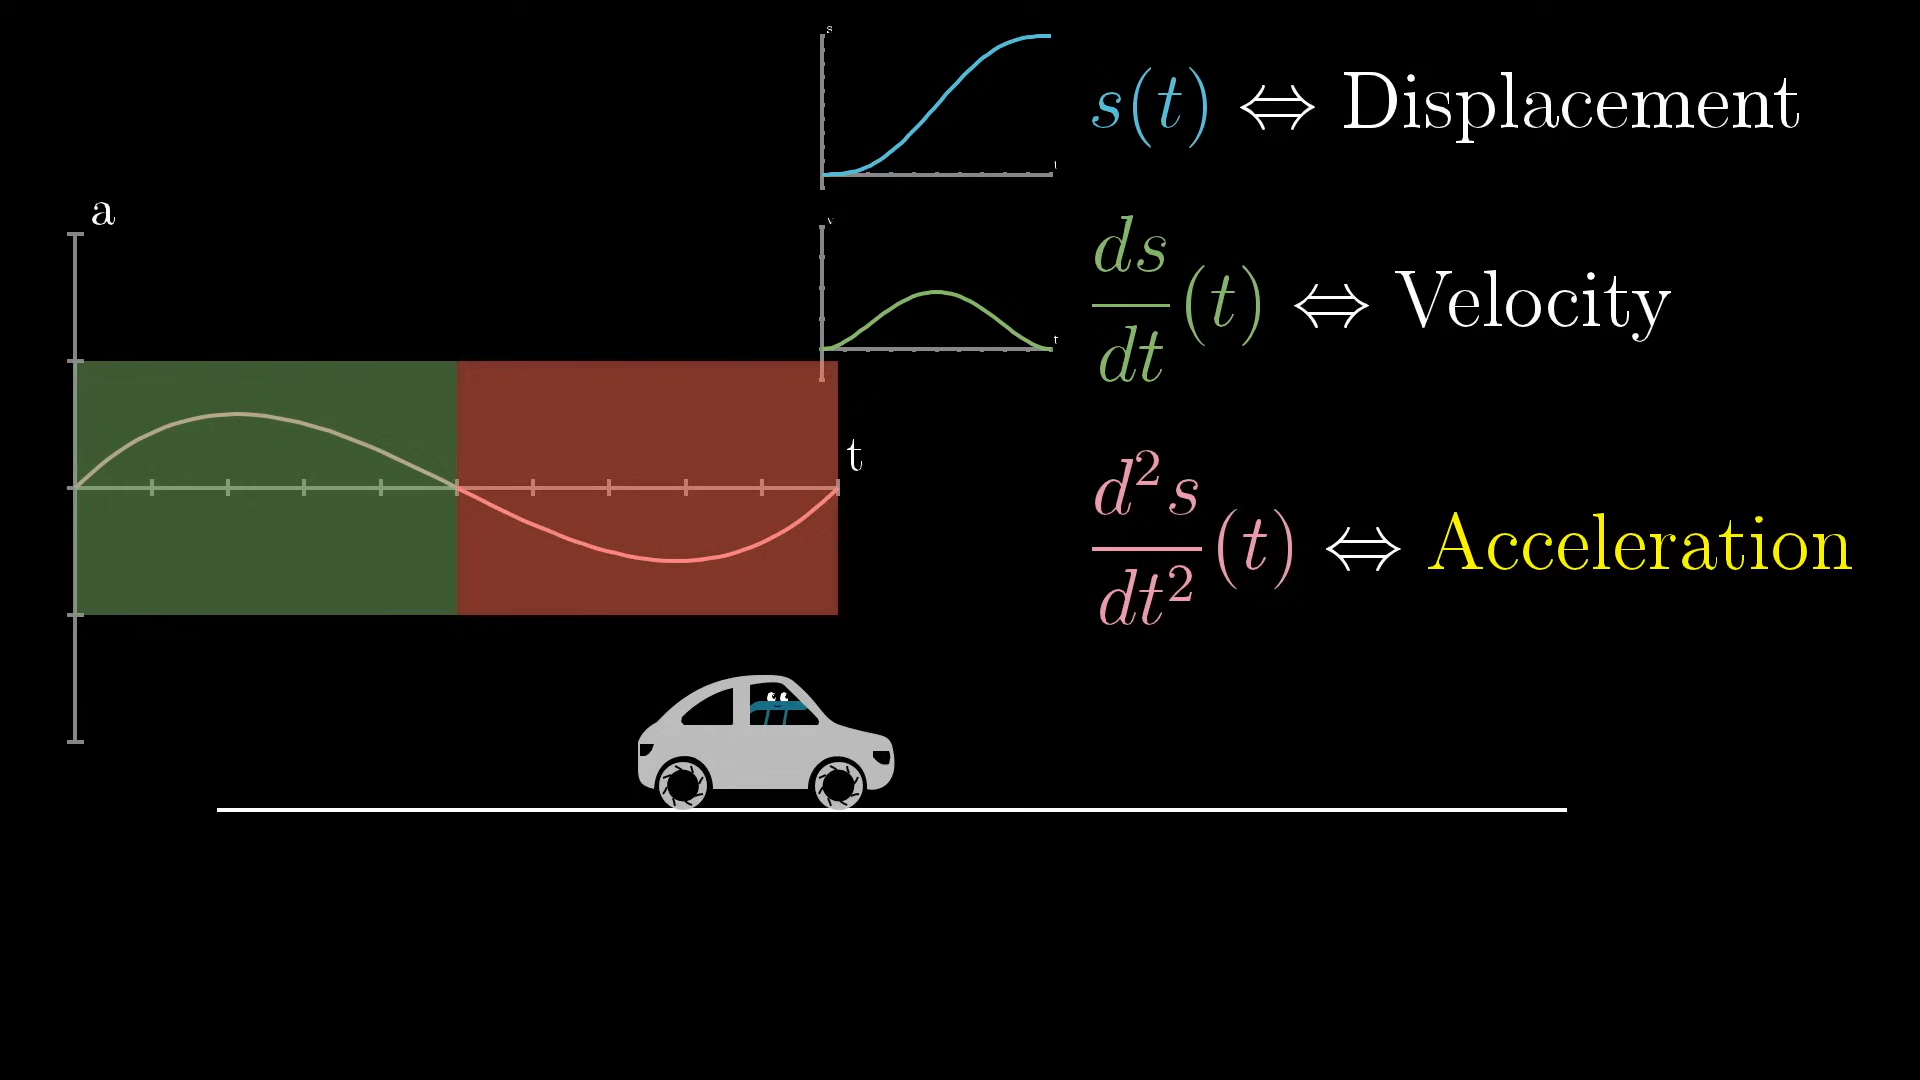 s
s(t) ⇔ Displacement
t
a
v
ds/dt (t) ⇔ Velocity
t
t
d²s/dt² (t) ⇔ Acceleration